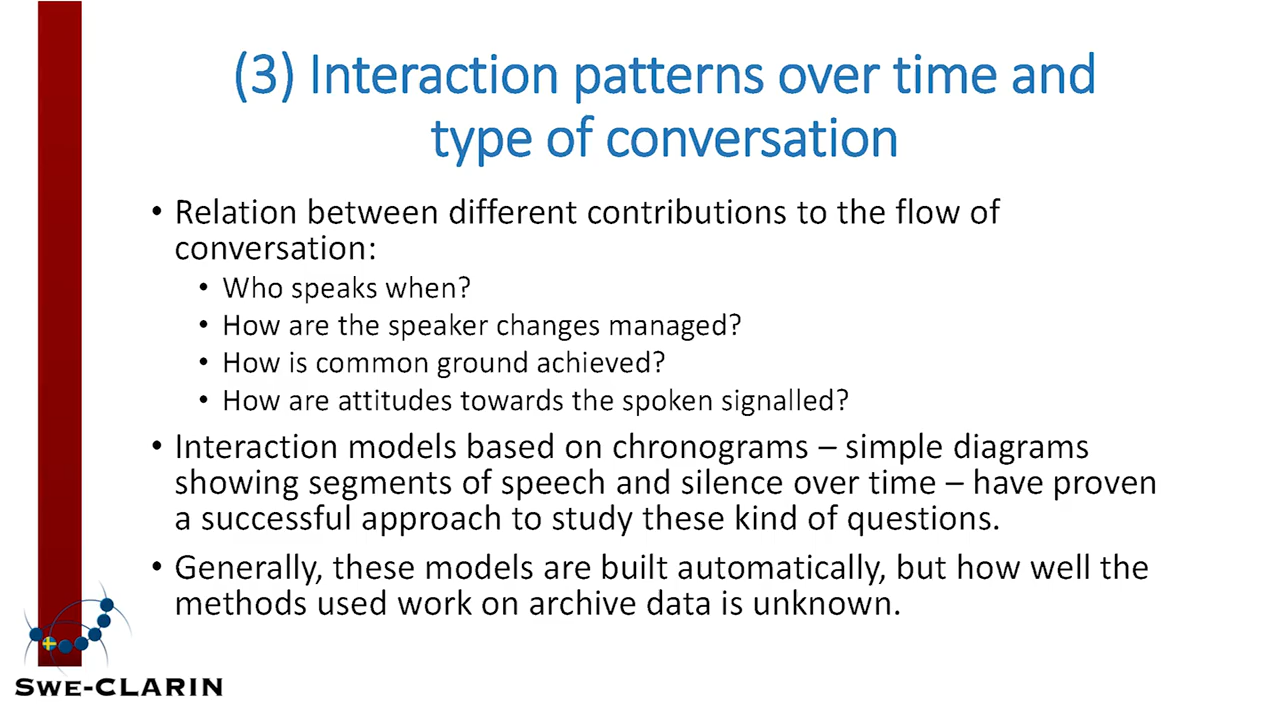 (3) Interaction patterns over time and
type of conversation
• Relation between different contributions to the flow of
conversation:
• Who speaks when?
• How are the speaker changes managed?
• How is common ground achieved?
• How are attitudes towards the spoken signalled?
• Interaction models based on chronograms – simple diagrams
showing segments of speech and silence over time – have proven
a successful approach to study these kind of questions.
• Generally, these models are built automatically, but how well the
methods used work on archive data is unknown.
SWE-CLARIN